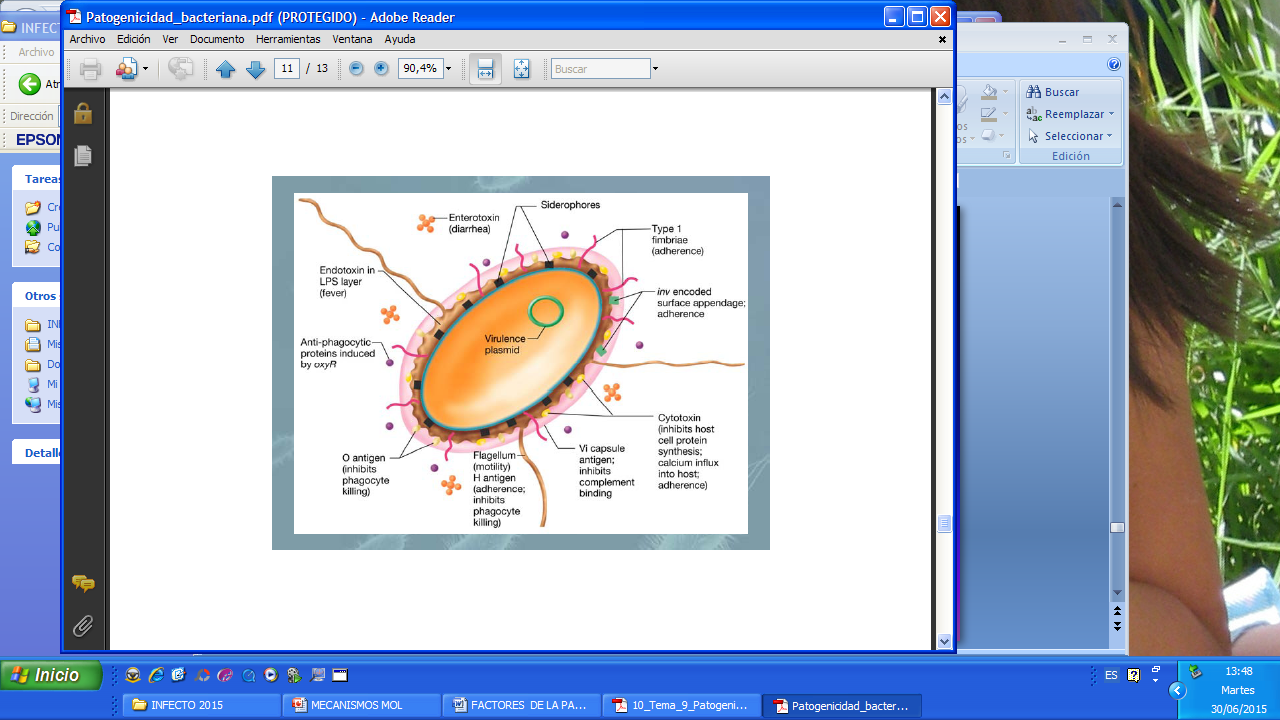 Patogenicidad_bacteriana.pdf (PROTEGIDO) - Adobe Reader
Archivo Edición Ver Documento Herramientas Ventana Ayuda
11 / 13 90,4% Buscar
INFECTO
Archivo
Dirección
EPSON
Tareas
Otros
Detalle
Buscar
Reemplazar
Seleccionar
Edición
Siderophores
Enterotoxin
(diarrhea)
Type 1
fimbriae
(adherence)
Endotoxin in
LPS layer
(fever)
inv encoded
surface appendage;
adherence
Virulence
plasmid
Anti-phagocytic
proteins induced
by oxyR
Cytotoxin
(inhibits host
cell protein
synthesis;
calcium influx
into host;
adherence)
Vi capsule
antigen;
inhibits
complement
binding
Flagellum
(motility)
H antigen
(adherence;
inhibits
phagocyte
killing)
O antigen
(inhibits
phagocyte
killing)
Inicio
ES
13:48
Martes
30/06/2015
INFECTO 2015
MECANISMOS MOL
FACTORES DE LA PA...
10_Tema_9_Patogeni...
Patogenicidad_bacter...